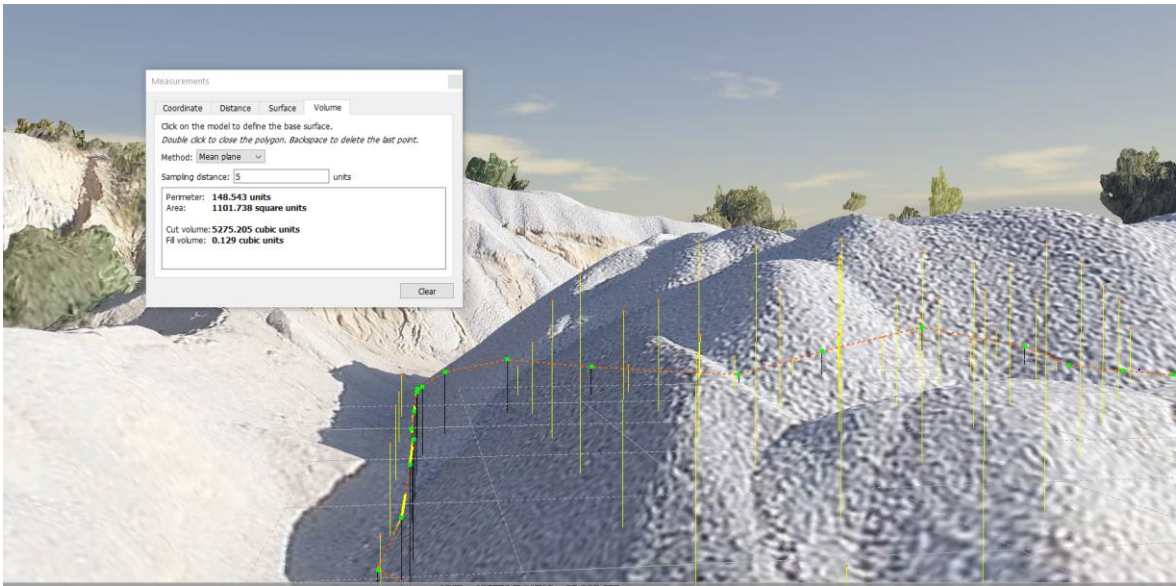 Measurements
Coordinate Distance Surface Volume
Click on the model to define the base surface.
Double click to close the polygon. Backspace to delete the last point.
Method: Mean plane
Sampling distance: 5 units
Perimeter: 148.543 units
Area: 1101.738 square units
Cut volume: 5275.205 cubic units
Fill volume: 0.129 cubic units
Clear